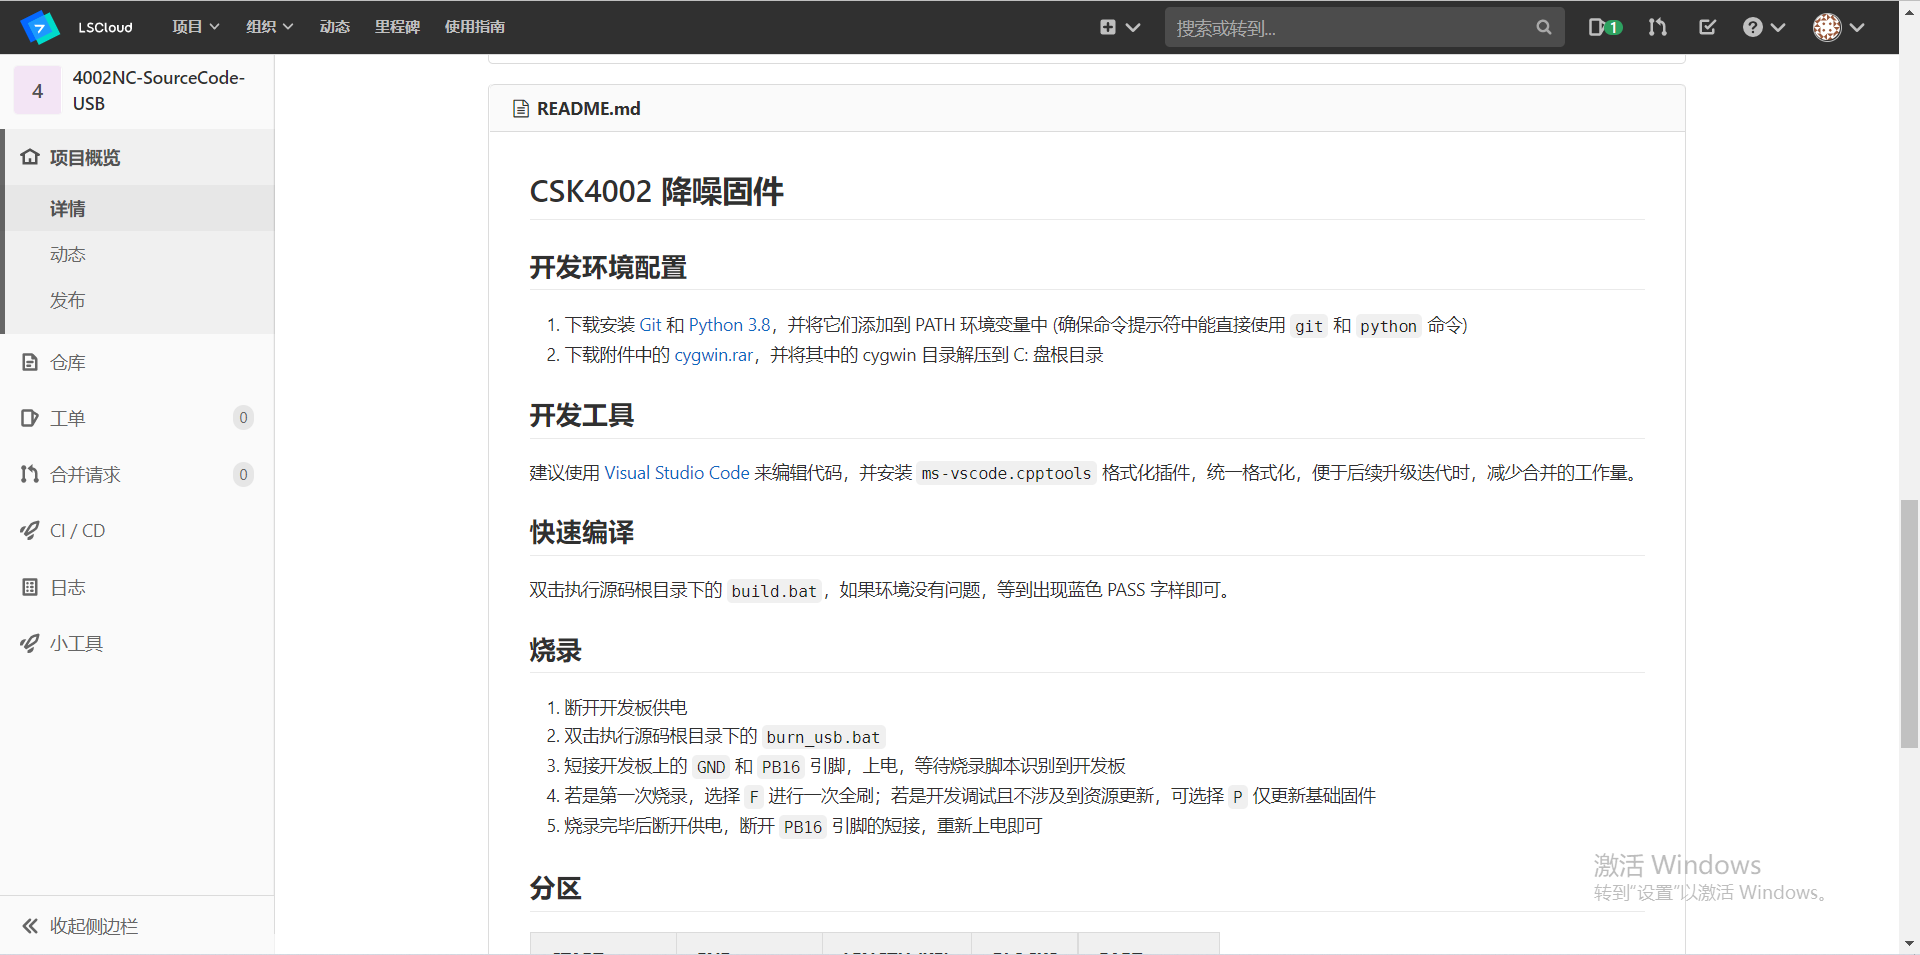 LSCloud 项目 组织 动态 里程碑 使用指南 搜索或转到... 1
4 4002NC-SourceCode-
USB
项目概览
详情
动态
发布
仓库
工单 0
合并请求 0
CI / CD
日志
小工具
收起侧边栏
README.md
CSK4002 降噪固件
开发环境配置
1. 下载安装 Git 和 Python 3.8，并将它们添加到 PATH 环境变量中 (确保命令提示符中能直接使用 git 和 python 命令)
2. 下载附件中的 cygwin.rar，并将其中的 cygwin 目录解压到 C: 盘根目录
开发工具
建议使用 Visual Studio Code 来编辑代码，并安装 ms-vscode.cpptools 格式化插件，统一格式化，便于后续升级迭代时，减少合并的工作量。
快速编译
双击执行源码根目录下的 build.bat ，如果环境没有问题，等到出现蓝色 PASS 字样即可。
烧录
1. 断开开发板供电
2. 双击执行源码根目录下的 burn_usb.bat
3. 短接开发板上的 GND 和 PB16 引脚，上电，等待烧录脚本识别到开发板
4. 若是第一次烧录，选择 F 进行一次全刷；若是开发调试且不涉及到资源更新，可选择 P 仅更新基础固件
5. 烧录完毕后断开供电，断开 PB16 引脚的短接，重新上电即可
分区
激活 Windows
转到“设置”以激活 Windows。